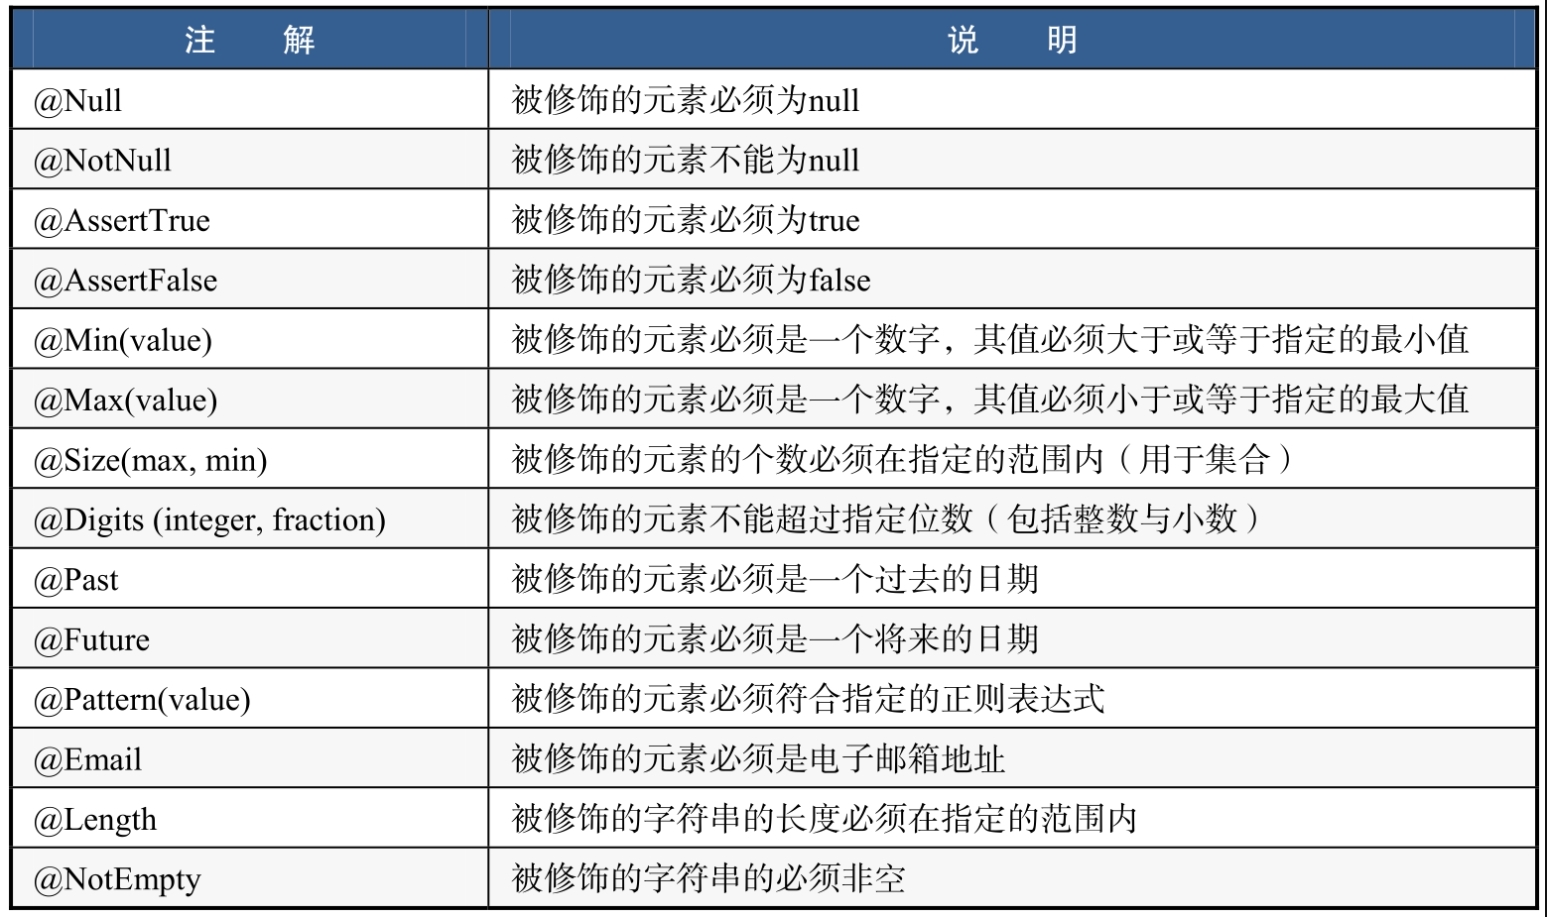 注 解 说 明
@Null 被修饰的元素必须为null
@NotNull 被修饰的元素不能为null
@AssertTrue 被修饰的元素必须为true
@AssertFalse 被修饰的元素必须为false
@Min(value) 被修饰的元素必须是一个数字，其值必须大于或等于指定的最小值
@Max(value) 被修饰的元素必须是一个数字，其值必须小于或等于指定的最大值
@Size(max, min) 被修饰的元素的个数必须在指定的范围内（用于集合）
@Digits (integer, fraction) 被修饰的元素不能超过指定位数（包括整数与小数）
@Past 被修饰的元素必须是一个过去的日期
@Future 被修饰的元素必须是一个将来的日期
@Pattern(value) 被修饰的元素必须符合指定的正则表达式
@Email 被修饰的元素必须是电子邮箱地址
@Length 被修饰的字符串的长度必须在指定的范围内
@NotEmpty 被修饰的字符串的必须非空